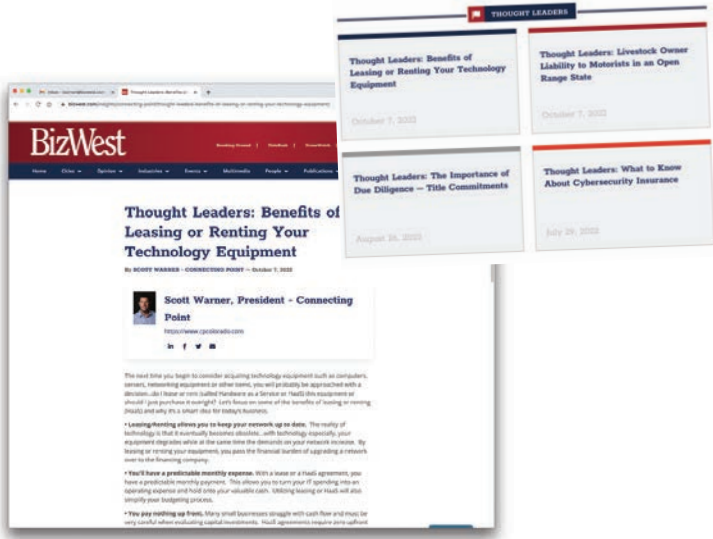 THOUGHT LEADERS
Thought Leaders: Benefits of
Leasing or Renting Your Technology
Equipment
October 7, 2022
Thought Leaders: Livestock Owner
Liability to Motorists in an Open
Range State
October 7, 2022
Thought Leaders: The Importance of
Due Diligence — Title Commitments
August 26, 2022
Thought Leaders: What to Know
About Cybersecurity Insurance
July 29, 2022
BizWest
Home Cities Opinion Industries Events Multimedia People Publications
Thought Leaders: Benefits of
Leasing or Renting Your
Technology Equipment
By SCOTT WARNER - CONNECTING POINT — October 7, 2022
Scott Warner, President - Connecting
Point
https://www.cpcolorado.com
The next time you begin to consider acquiring technology equipment such as computers,
servers, networking equipment or other items, you will probably be approached with a
decision...do I lease or rent (called Hardware as a Service or HaaS) this equipment or
should I just purchase it outright? Let's focus on some of the benefits of leasing or renting
(HaaS) and why it's a smart idea for today's business.
• Leasing/Renting allows you to keep your network up to date. The reality of
technology is that it eventually becomes obsolete...with technology especially, your
equipment degrades while at the same time the demands on your network increase. By
leasing or renting your equipment, you pass the financial burden of upgrading a network
over to the financing company.
• You'll have a predictable monthly expense. With a lease or a HaaS agreement, you
have a predictable monthly payment. This allows you to turn your IT spending into an
operating expense and hold onto your valuable cash. Utilizing leasing or HaaS will also
simplify your budgeting process.
• You pay nothing up front. Many small businesses struggle with cash flow and must be
very careful when evaluating capital investments. HaaS agreements require zero upfront